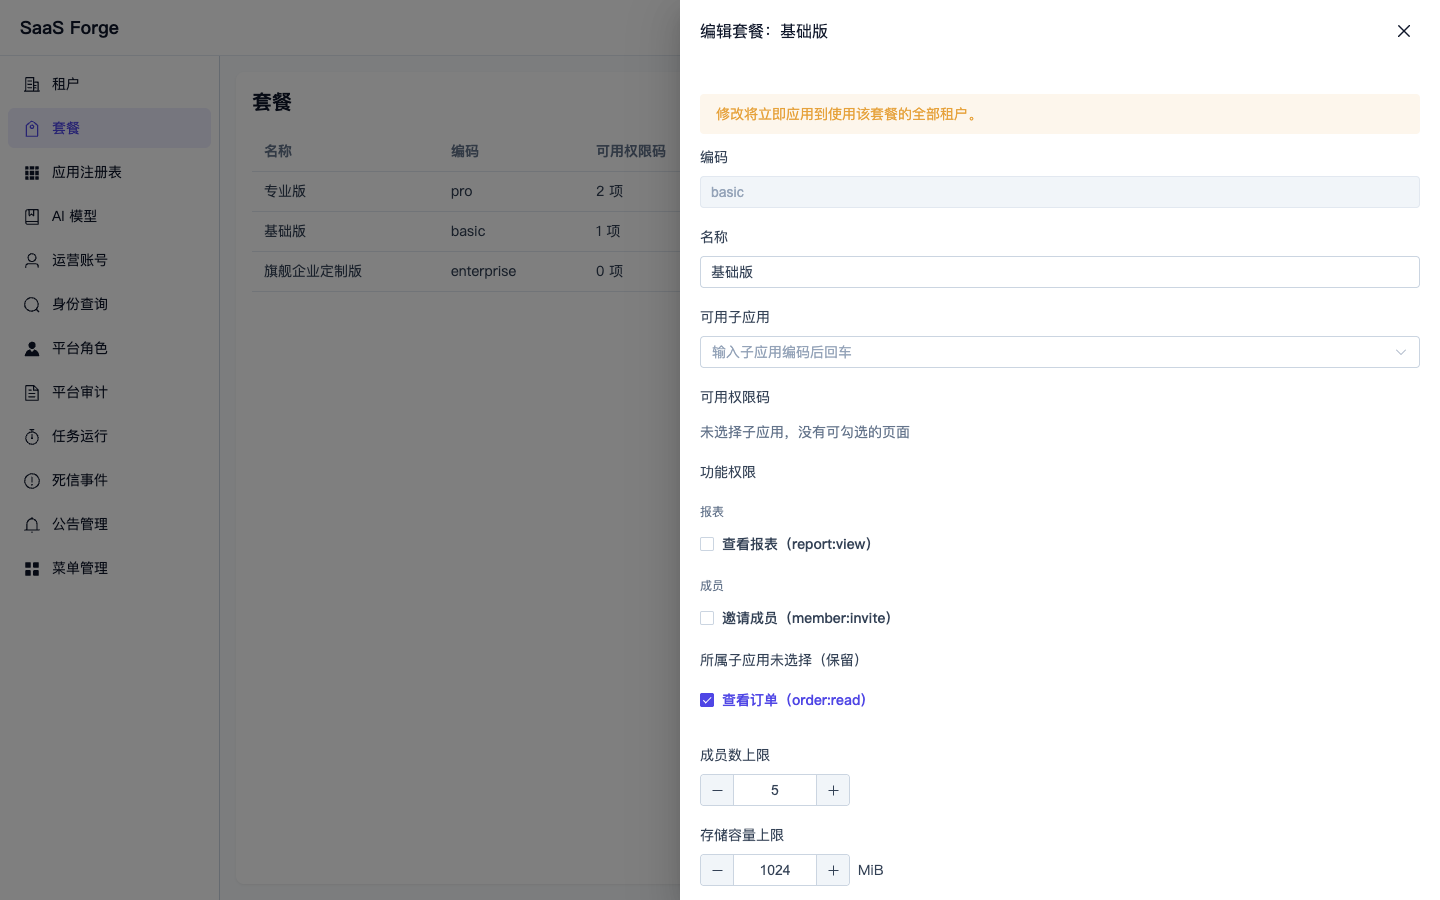 SaaS Forge
租户
套餐
应用注册表
AI 模型
运营账号
身份查询
平台角色
平台审计
任务运行
死信事件
公告管理
菜单管理
套餐
名称 编码 可用权限码
专业版 pro 2 项
基础版 basic 1 项
旗舰企业定制版 enterprise 0 项
编辑套餐：基础版
修改将立即应用到使用该套餐的全部租户。
编码
basic
名称
基础版
可用子应用
输入子应用编码后回车
可用权限码
未选择子应用，没有可勾选的页面
功能权限
报表
查看报表（report:view）
成员
邀请成员（member:invite）
所属子应用未选择（保留）
查看订单（order:read）
成员数上限
5
存储容量上限
1024 MiB